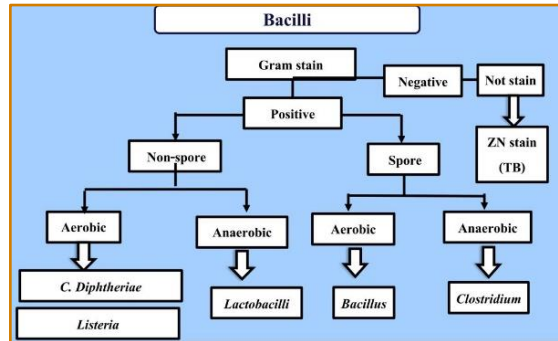 Bacilli
Gram stain
Negative
Not stain
Positive
ZN stain
(TB)
Non-spore
Spore
Aerobic
Anaerobic
Aerobic
Anaerobic
C. Diphtheriae
Lactobacilli
Bacillus
Clostridium
Listeria